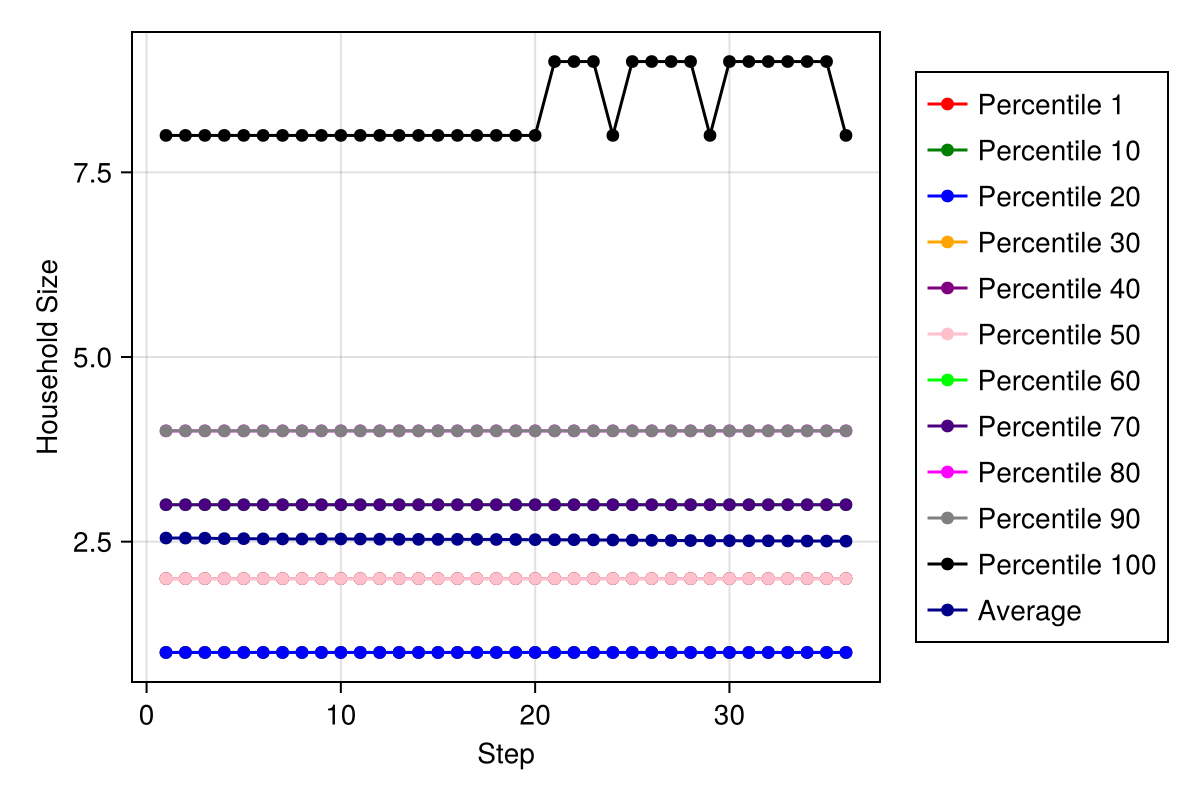 Household Size
7.5
5.0
2.5
0
10
20
30
Step
Percentile 1
Percentile 10
Percentile 20
Percentile 30
Percentile 40
Percentile 50
Percentile 60
Percentile 70
Percentile 80
Percentile 90
Percentile 100
Average